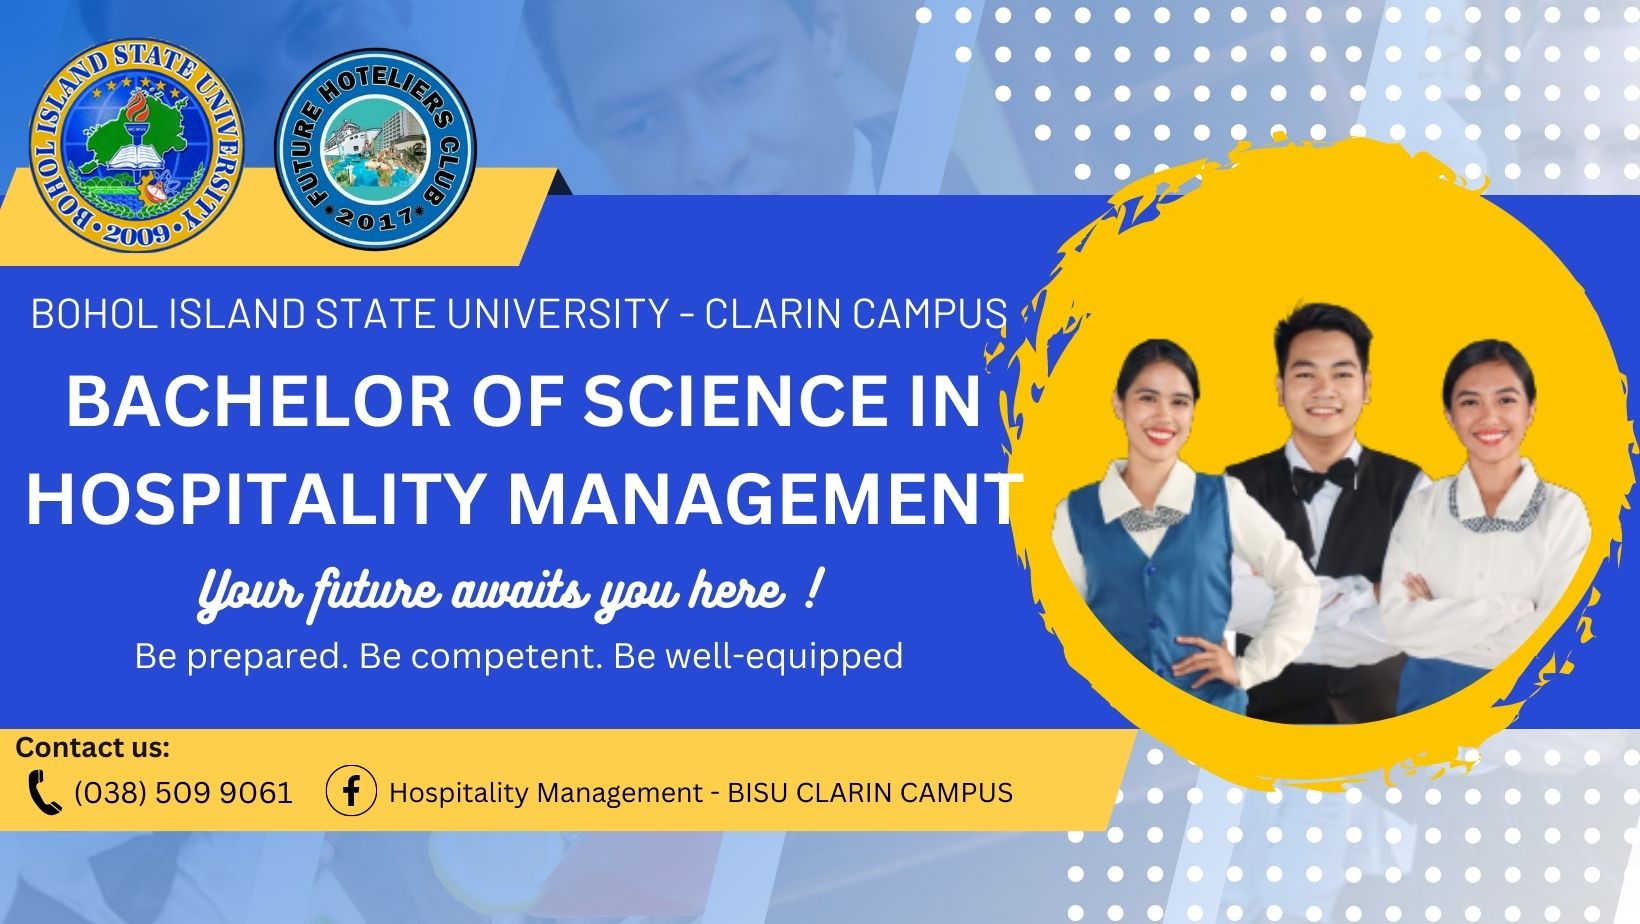 BOHOL ISLAND STATE UNIVERSITY
2009
FUTURE HOTELIERS CLUB
2017
BOHOL ISLAND STATE UNIVERSITY - CLARIN CAMPUS
BACHELOR OF SCIENCE IN
HOSPITALITY MANAGEMENT
Your future awaits you here !
Be prepared. Be competent. Be well-equipped
Contact us:
(038) 509 9061
Hospitality Management - BISU CLARIN CAMPUS